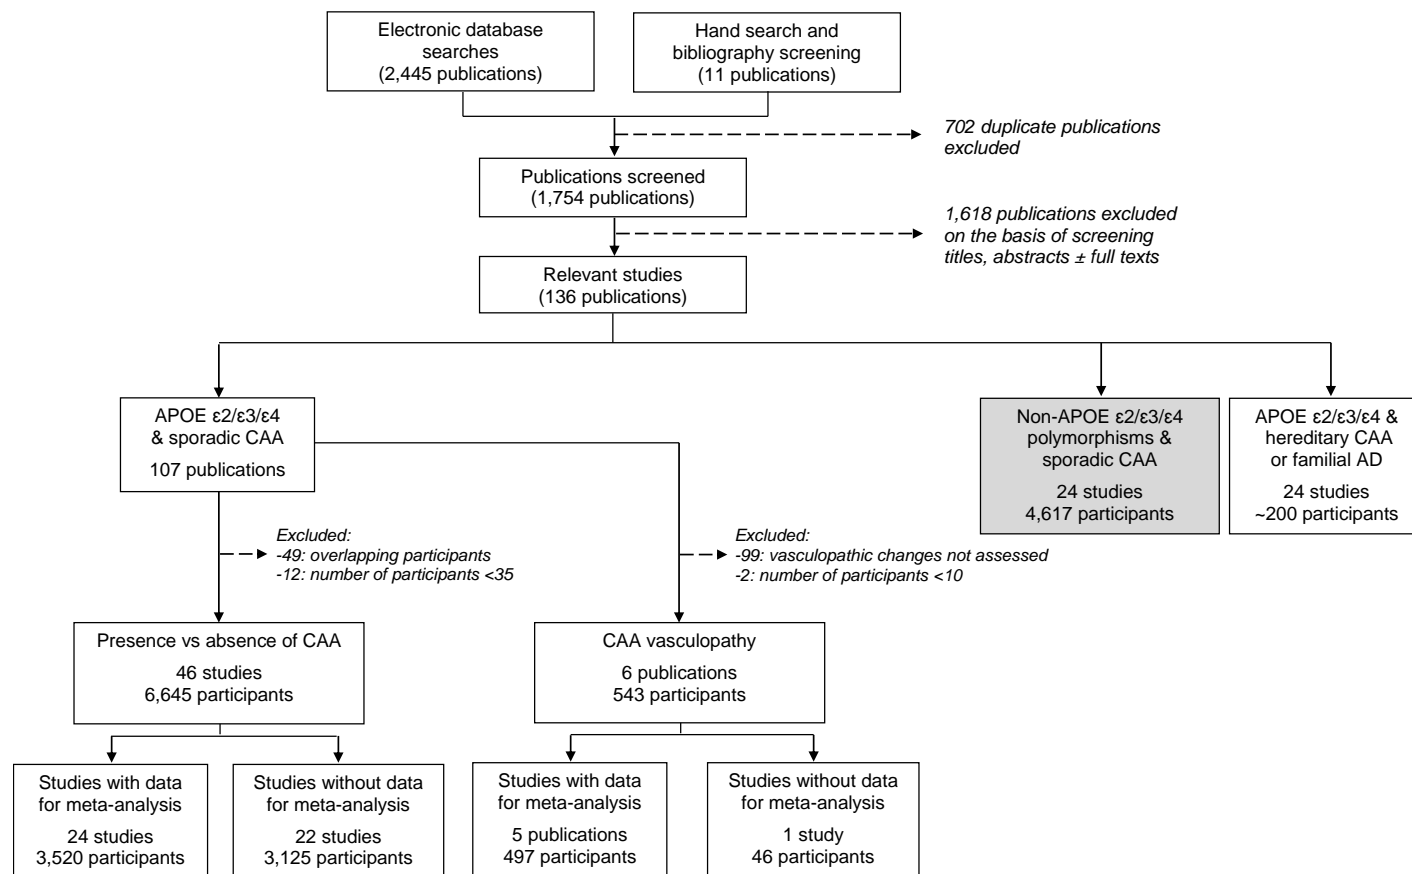 Electronic database
searches
(2,445 publications)
Hand search and
bibliography screening
(11 publications)
702 duplicate publications
excluded
Publications screened
(1,754 publications)
1,618 publications excluded
on the basis of screening
titles, abstracts ± full texts
Relevant studies
(136 publications)
APOE ε2/ε3/ε4
& sporadic CAA
107 publications
Non-APOE ε2/ε3/ε4
polymorphisms &
sporadic CAA
24 studies
4,617 participants
APOE ε2/ε3/ε4 &
hereditary CAA
or familial AD
24 studies
~200 participants
Excluded:
-49: overlapping participants
-12: number of participants <35
Excluded:
-99: vasculopathic changes not assessed
-2: number of participants <10
Presence vs absence of CAA
46 studies
6,645 participants
CAA vasculopathy
6 publications
543 participants
Studies with data
for meta-analysis
24 studies
3,520 participants
Studies without data
for meta-analysis
22 studies
3,125 participants
Studies with data
for meta-analysis
5 publications
497 participants
Studies without data
for meta-analysis
1 study
46 participants